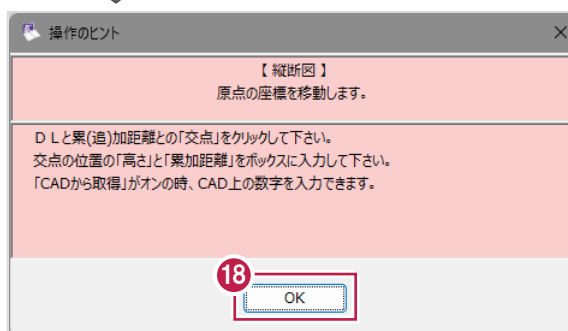 操作のヒント
【 縦断図 】
原点の座標を移動します。
ＤＬと累(追)加距離との「交点」をクリックして下さい。
交点の位置の「高さ」と「累加距離」をボックスに入力して下さい。
「CADから取得」がオンの時、CAD上の数字を入力できます。
18
OK